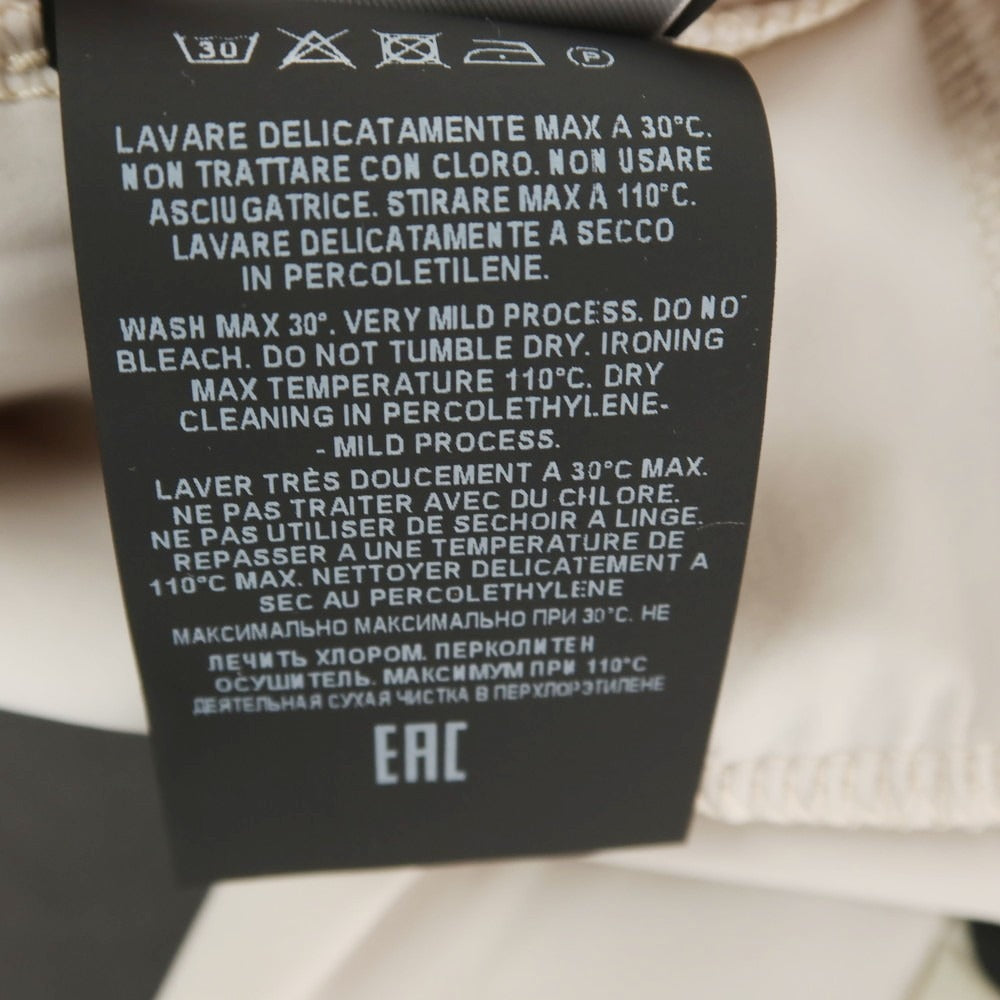 30
P
LAVARE DELICATAMENTE MAX A 30°C.
NON TRATTARE CON CLORO. NON USARE
ASCIUGATRICE. STIRARE MAX A 110°C.
LAVARE DELICATAMENTE A SECCO
IN PERCOLETILENE.
WASH MAX 30°. VERY MILD PROCESS. DO NO
BLEACH. DO NOT TUMBLE DRY. IRONING
MAX TEMPERATURE 110°C. DRY
CLEANING IN PERCOLETHYLENE-
- MILD PROCESS.
LAVER TRÈS DOUCEMENT A 30°C MAX.
NE PAS TRAITER AVEC DU CHLORE.
NE PAS UTILISER DE SECHOIR A LINGE.
REPASSER A UNE TEMPERATURE DE
110°C MAX. NETTOYER DELICATEMENT A
SEC AU PERCOLETHYLENE
МАКСИМАЛЬНО МАКСИМАЛЬНО ПРИ 30°C. НЕ
ЛЕЧИТЬ ХЛОРОМ. ПЕРКОЛИТЕН
ОСУШИТЕЛЬ. МАКСИМУМ ПРИ 110°C
ДЕЯТЕЛЬНАЯ СУХАЯ ЧИСТКА В ПЕРХЛОРЭТИЛЕНЕ
EAC